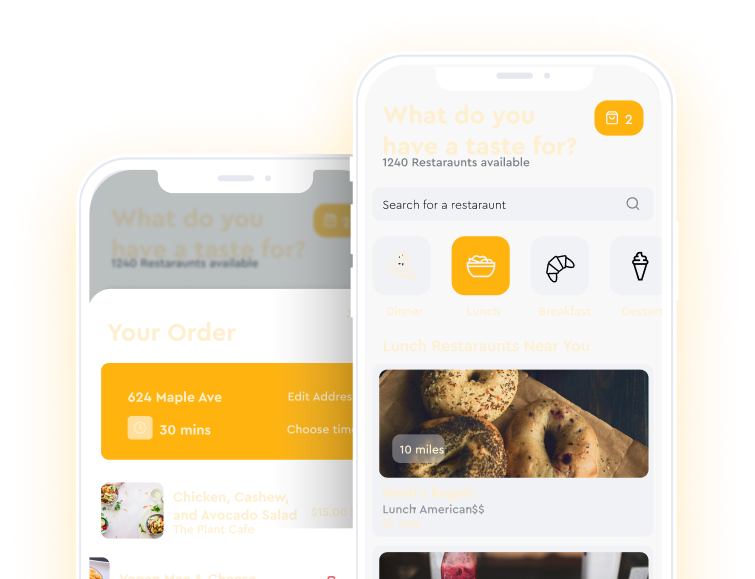 What do you
have a taste for?
1240 Restaraunts available
2
Search for a restaraunt
Dinner
Lunch
Breakfast
Dessert
Lunch Restaraunts Near You
10 miles
Lunch American$$
What do you
have a taste for?
1240 Restaraunts available
2
Your Order
624 Maple Ave
Edit Addres
30 mins
Choose time
Chicken, Cashew,
and Avocado Salad
$15.00
The Plant Cafe
Vegan Mac & Cheese